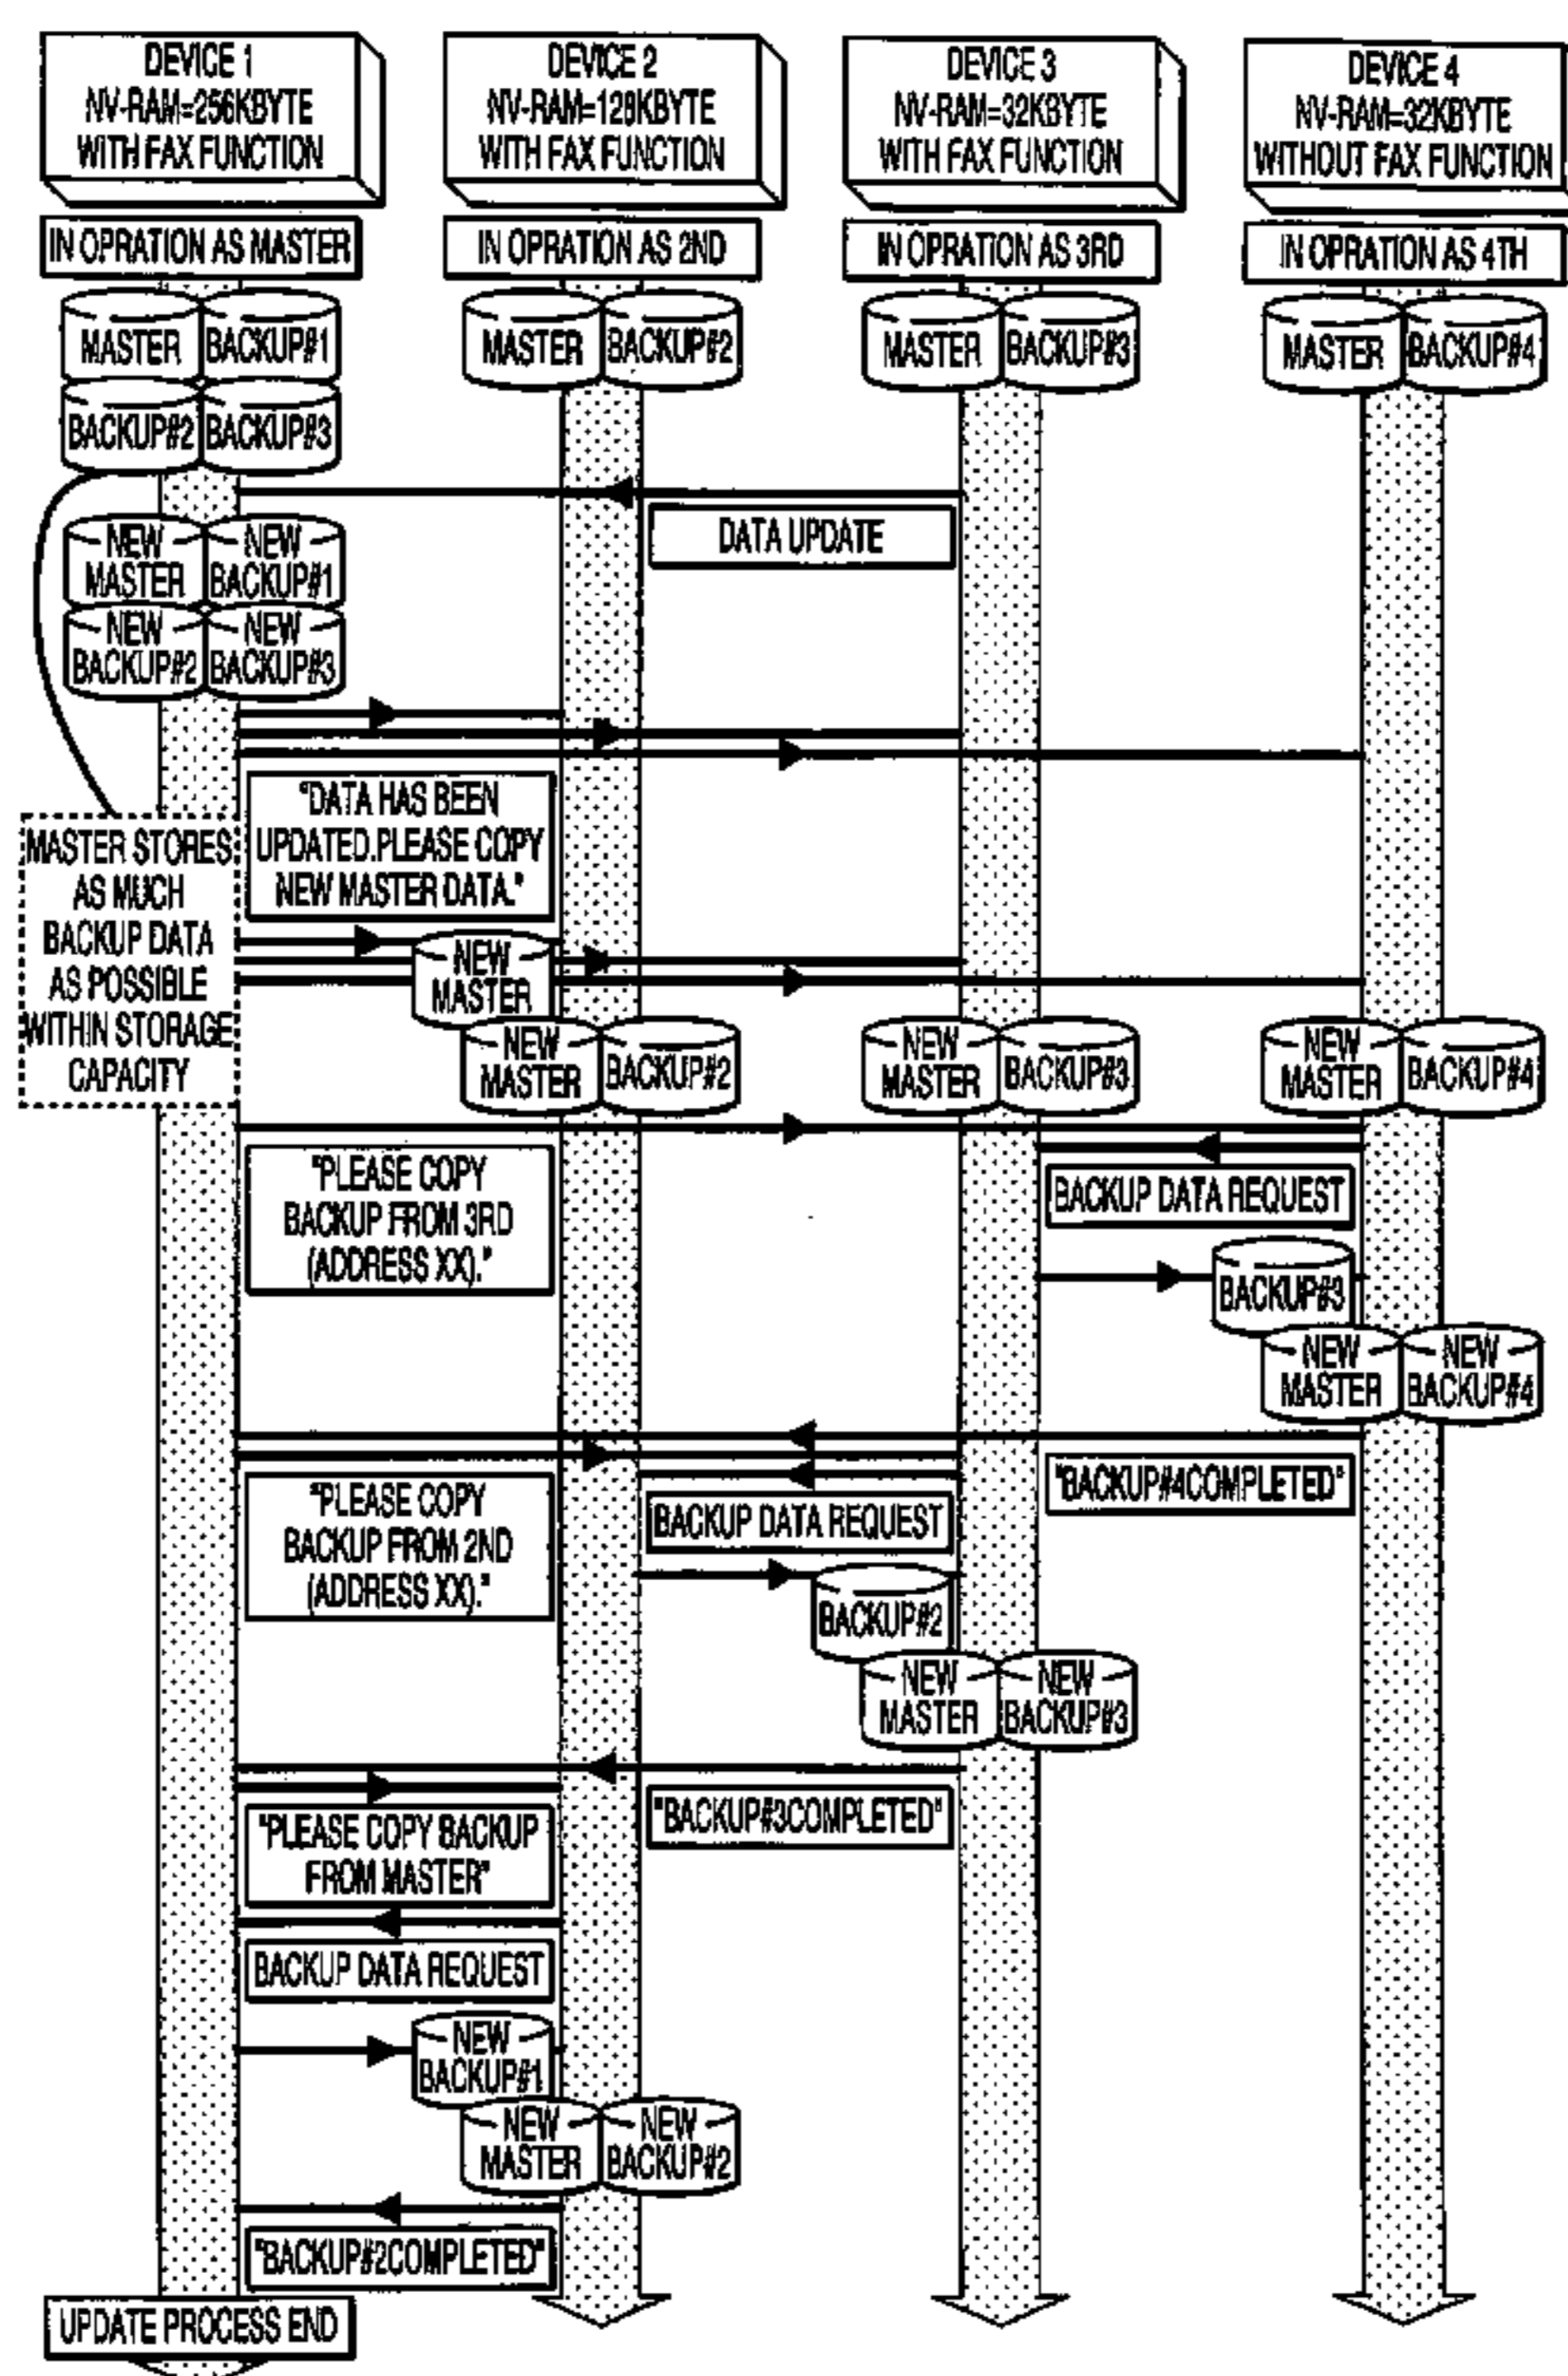 DEVICE 1
NV-RAM=256KBYTE
WITH FAX FUNCTION
DEVICE 2
NV-RAM=128KBYTE
WITH FAX FUNCTION
DEVICE 3
NV-RAM=32KBYTE
WITH FAX FUNCTION
DEVICE 4
NV-RAM=32KBYTE
WITHOUT FAX FUNCTION
IN OPRATION AS MASTER
IN OPRATION AS 2ND
IN OPRATION AS 3RD
IN OPRATION AS 4TH
MASTER
BACKUP#1
BACKUP#2
BACKUP#3
MASTER
BACKUP#2
MASTER
BACKUP#3
MASTER
BACKUP#4
DATA UPDATE
NEW
MASTER
NEW
BACKUP#1
NEW
BACKUP#2
NEW
BACKUP#3
"DATA HAS BEEN
UPDATED.PLEASE COPY
NEW MASTER DATA."
MASTER STORES
AS MUCH
BACKUP DATA
AS POSSIBLE
WITHIN STORAGE
CAPACITY
NEW
MASTER
NEW
MASTER
BACKUP#2
NEW
MASTER
BACKUP#3
NEW
MASTER
BACKUP#4
"PLEASE COPY
BACKUP FROM 3RD
(ADDRESS XX)."
BACKUP DATA REQUEST
BACKUP#3
NEW
MASTER
NEW
BACKUP#4
"BACKUP#4COMPLETED"
"PLEASE COPY
BACKUP FROM 2ND
(ADDRESS XX)."
BACKUP DATA REQUEST
BACKUP#2
NEW
MASTER
NEW
BACKUP#3
"BACKUP#3COMPLETED"
"PLEASE COPY BACKUP
FROM MASTER"
BACKUP DATA REQUEST
NEW
BACKUP#1
NEW
MASTER
NEW
BACKUP#2
"BACKUP#2COMPLETED"
UPDATE PROCESS END